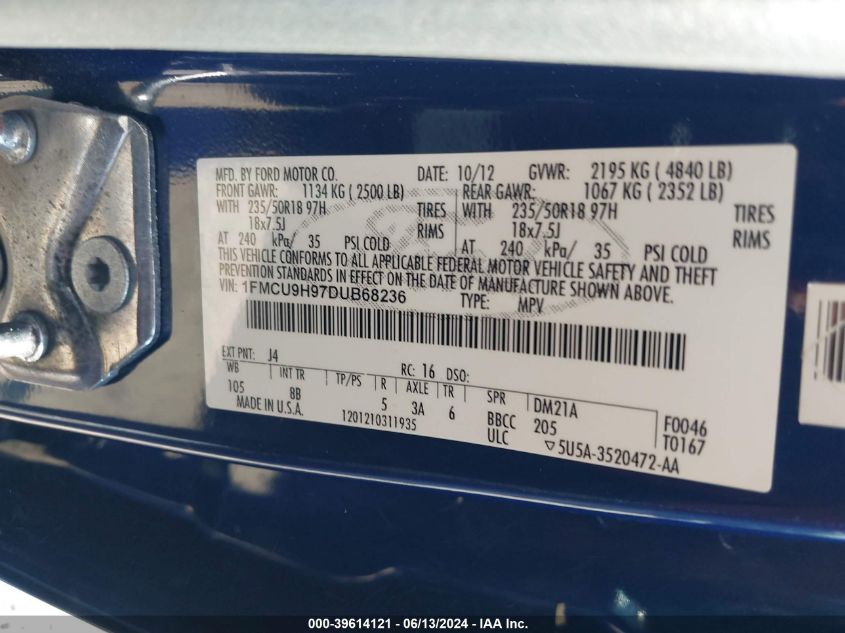 MFD. BY FORD MOTOR CO. DATE: 10/12 GVWR: 2195 KG ( 4840 LB)
FRONT GAWR: 1134 KG ( 2500 LB) REAR GAWR: 1067 KG ( 2352 LB)
WITH 235/50R18 97H TIRES WITH 235/50R18 97H TIRES
18x7.5J RIMS 18x7.5J RIMS
AT 240 kPa/ 35 PSI COLD AT 240 kPa/ 35 PSI COLD
THIS VEHICLE CONFORMS TO ALL APPLICABLE FEDERAL MOTOR VEHICLE SAFETY AND THEFT
PREVENTION STANDARDS IN EFFECT ON THE DATE OF MANUFACTURE SHOWN ABOVE.
VIN: 1FMCU9H97DUB68236 TYPE: MPV
EXT PNT: J4 RC: 16 DSO:
WB INT TR TP/PS R AXLE TR SPR DM21A F0046
105 8B 5 3A 6 BBCC 205 T0167
MADE IN U.S.A. 1201210311935 ULC ▽5U5A-3520472-AA
000-39614121 - 06/13/2024 - IAA Inc.